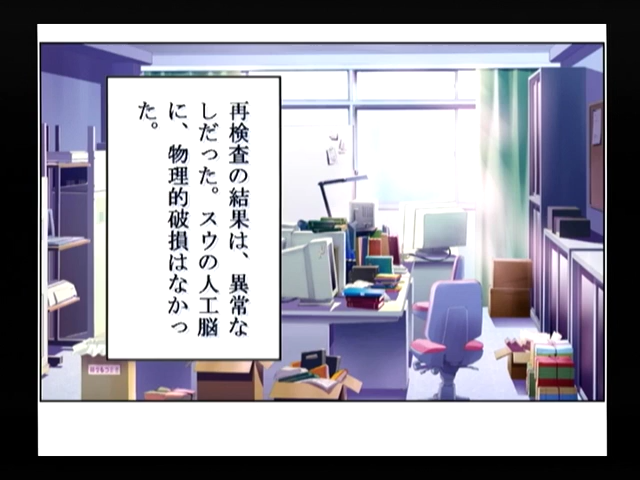 再検査の結果は、異常な
しだった。スウの人工脳
に、物理的破損はなかっ
た。